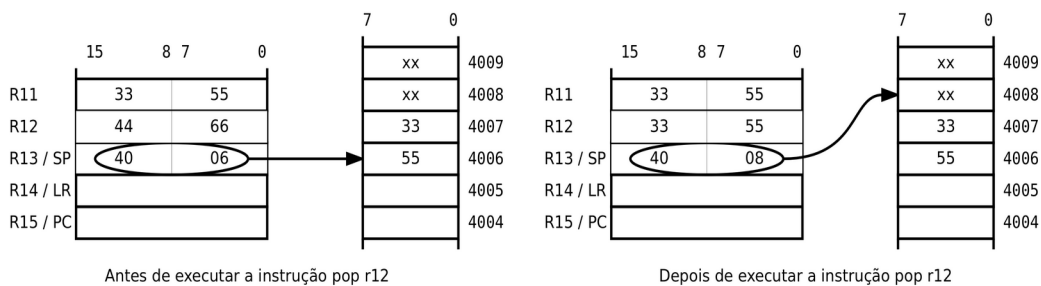 7 0 7 0
15 8 7 0 15 8 7 0
xx 4009 xx 4009
R11 33 55 xx 4008 R11 33 55 xx 4008
R12 44 66 33 4007 R12 33 55 33 4007
R13 / SP 40 06 55 4006 R13 / SP 40 08 55 4006
R14 / LR 4005 R14 / LR 4005
R15 / PC 4004 R15 / PC 4004
Antes de executar a instrução pop r12 Depois de executar a instrução pop r12